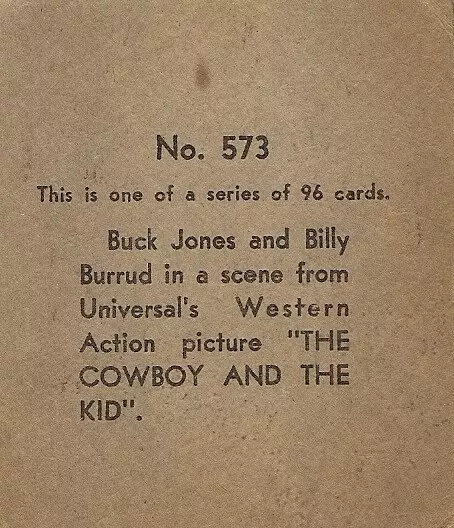 No. 573
This is one of a series of 96 cards.
Buck Jones and Billy
Burrud in a scene from
Universal's Western
Action picture "THE
COWBOY AND THE
KID".